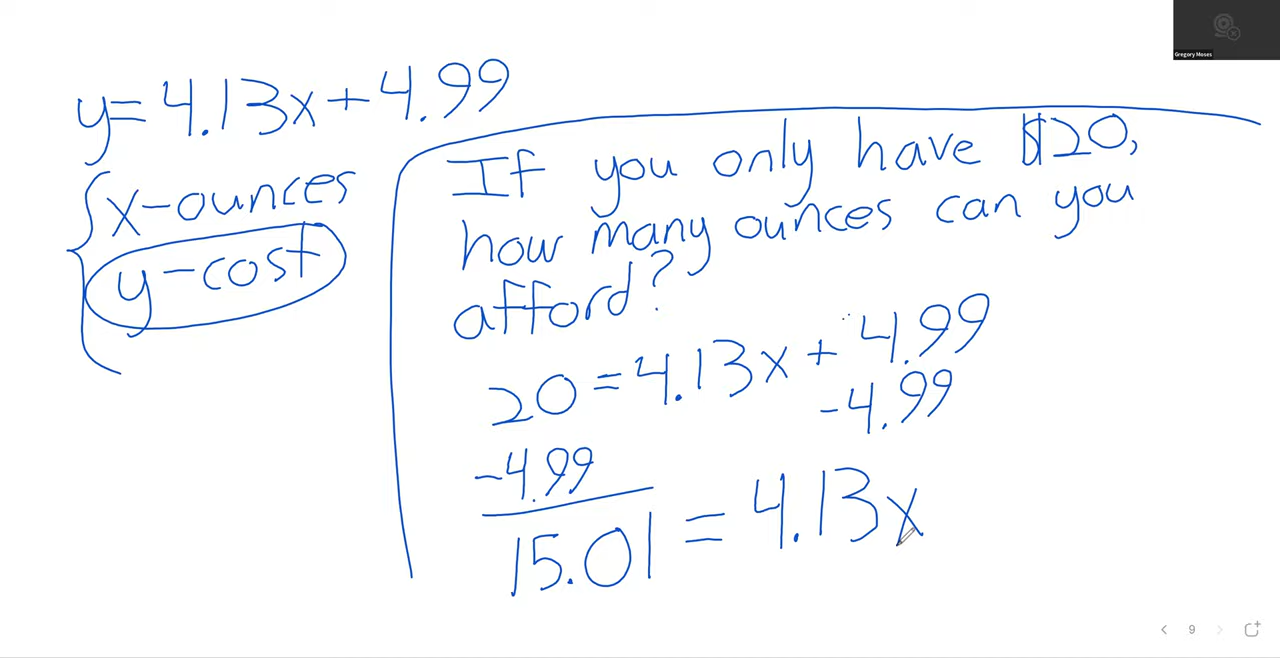 Gregory Moses
y=4.13x+4.99
x-ounces
y-cost
If you only have $20,
how many ounces can you
afford?
20=4.13x+4.99
-4.99 -4.99
15.01=4.13x
9